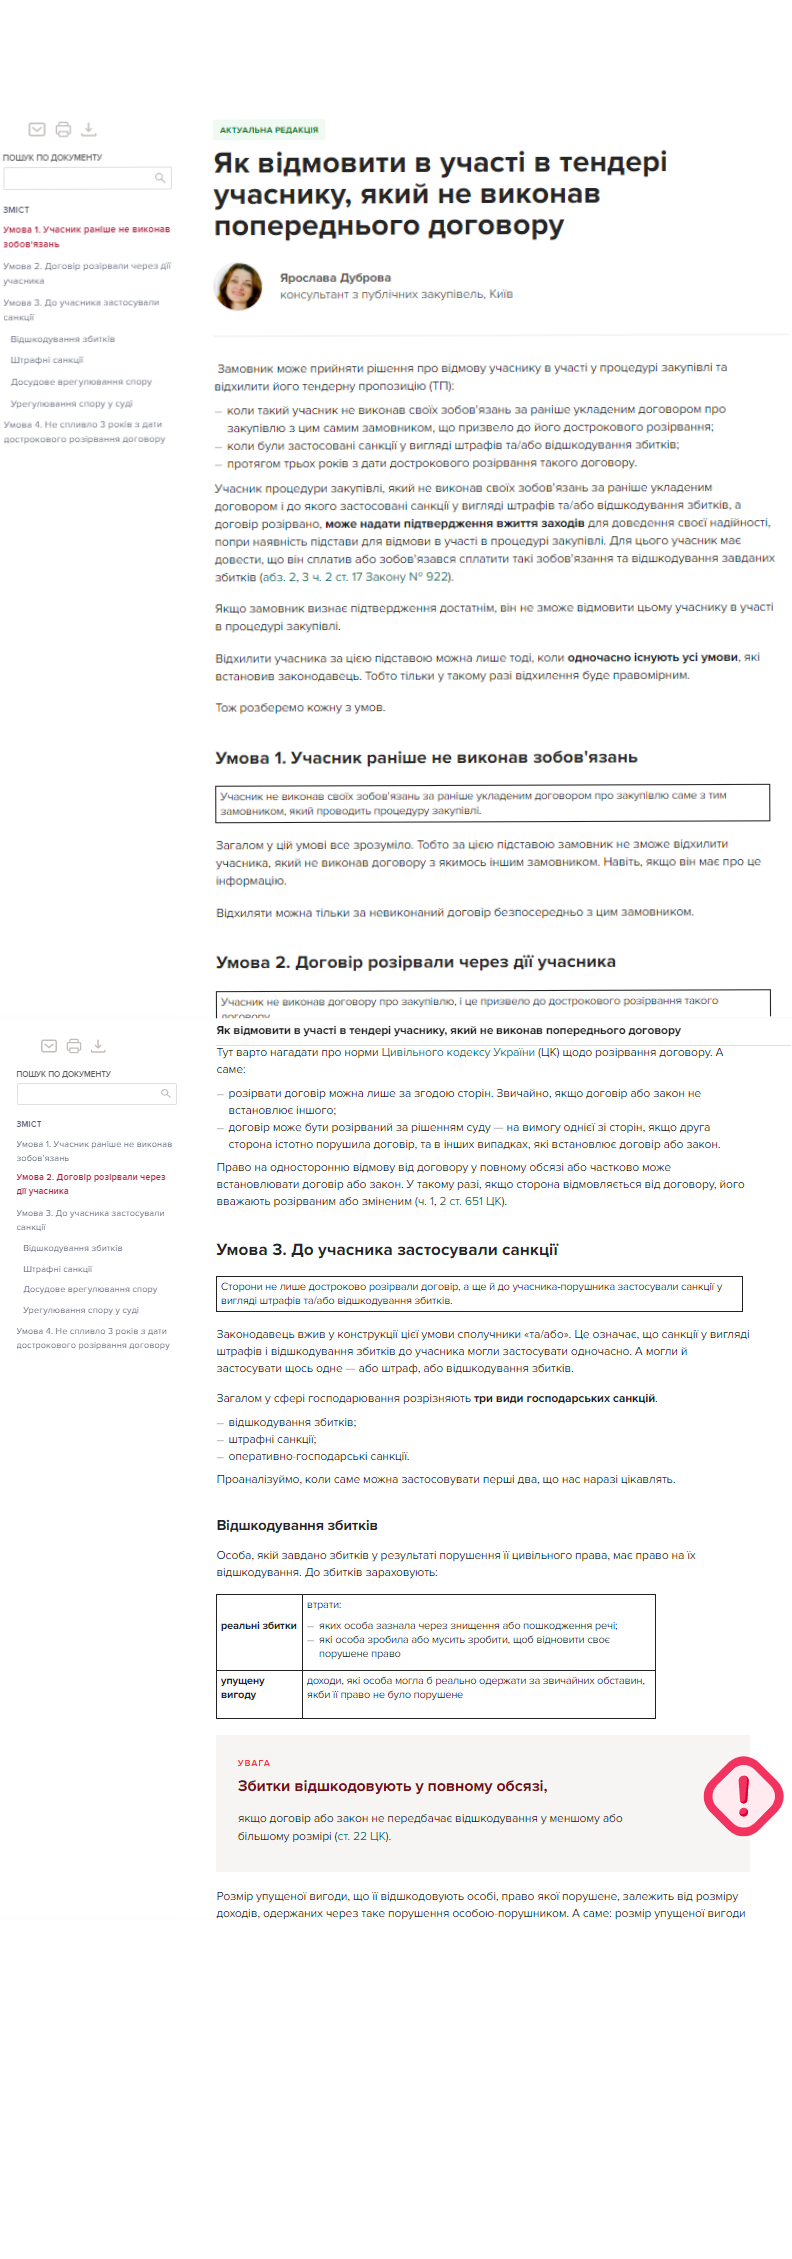 АКТУАЛЬНА РЕДАКЦІЯ
Як відмовити в участі в тендері
учаснику, який не виконав
попереднього договору
Ярослава Дуброва
консультант з публічних закупівель, Київ
ПОШУК ПО ДОКУМЕНТУ
ЗМІСТ
Умова 1. Учасник раніше не виконав
зобов'язань
Умова 2. Договір розірвали через дії
учасника
Умова 3. До учасника застосували
санкції
Відшкодування збитків
Штрафні санкції
Досудове врегулювання спору
Урегулювання спору у суді
Умова 4. Не спливло 3 років з дати
дострокового розірвання договору
Замовник може прийняти рішення про відмову учаснику в участі у процедурі закупівлі та
відхилити його тендерну пропозицію (ТП):
– коли такий учасник не виконав своїх зобов'язань за раніше укладеним договором про
закупівлю з цим самим замовником, що призвело до його дострокового розірвання;
– коли були застосовані санкції у вигляді штрафів та/або відшкодування збитків;
– протягом трьох років з дати дострокового розірвання такого договору.
Учасник процедури закупівлі, який не виконав своїх зобов'язань за раніше укладеним
договором і до якого застосовані санкції у вигляді штрафів та/або відшкодування збитків, а
договір розірвано, може надати підтвердження вжиття заходів для доведення своєї надійності,
попри наявність підстави для відмови в участі в процедурі закупівлі. Для цього учасник має
довести, що він сплатив або зобов'язався сплатити такі зобов'язання та відшкодування завданих
збитків (абз. 2, 3 ч. 2 ст. 17 Закону № 922).
Якщо замовник визнає підтвердження достатнім, він не зможе відмовити цьому учаснику в участі
в процедурі закупівлі.
Відхилити учасника за цією підставою можна лише тоді, коли одночасно існують усі умови, які
встановив законодавець. Тобто тільки у такому разі відхилення буде правомірним.
Тож розберемо кожну з умов.
Умова 1. Учасник раніше не виконав зобов'язань
Учасник не виконав своїх зобов'язань за раніше укладеним договором про закупівлю саме з тим
замовником, який проводить процедуру закупівлі.
Загалом у цій умові все зрозуміло. Тобто за цією підставою замовник не зможе відхилити
учасника, який не виконав договору з якимось іншим замовником. Навіть, якщо він має про це
інформацію.
Відхиляти можна тільки за невиконаний договір безпосередньо з цим замовником.
Умова 2. Договір розірвали через дії учасника
Учасник не виконав договору про закупівлю, і це призвело до дострокового розірвання такого
договору.
Як відмовити в участі в тендері учаснику, який не виконав попереднього договору
ПОШУК ПО ДОКУМЕНТУ
ЗМІСТ
Умова 1. Учасник раніше не виконав
зобов'язань
Умова 2. Договір розірвали через
дії учасника
Умова 3. До учасника застосували
санкції
Відшкодування збитків
Штрафні санкції
Досудове врегулювання спору
Урегулювання спору у суді
Умова 4. Не спливло 3 років з дати
дострокового розірвання договору
Тут варто нагадати про норми Цивільного кодексу України (ЦК) щодо розірвання договору. А
саме:
– розірвати договір можна лише за згодою сторін. Звичайно, якщо договір або закон не
встановлює іншого;
– договір може бути розірваний за рішенням суду — на вимогу однієї зі сторін, якщо друга
сторона істотно порушила договір, та в інших випадках, які встановлює договір або закон.
Право на односторонню відмову від договору у повному обсязі або частково може
встановлювати договір або закон. У такому разі, якщо сторона відмовляється від договору, його
вважають розірваним або зміненим (ч. 1, 2 ст. 651 ЦК).
Умова 3. До учасника застосували санкції
Сторони не лише достроково розірвали договір, а ще й до учасника-порушника застосували санкції у
вигляді штрафів та/або відшкодування збитків.
Законодавець вжив у конструкції цієї умови сполучники «та/або». Це означає, що санкції у вигляді
штрафів і відшкодування збитків до учасника могли застосувати одночасно. А могли й
застосувати щось одне — або штраф, або відшкодування збитків.
Загалом у сфері господарювання розрізняють три види господарських санкцій.
– відшкодування збитків;
– штрафні санкції;
– оперативно-господарські санкції.
Проаналізуймо, коли саме можна застосовувати перші два, що нас наразі цікавлять.
Відшкодування збитків
Особа, якій завдано збитків у результаті порушення її цивільного права, має право на їх
відшкодування. До збитків зараховують:
реальні збитки
втрати:
– яких особа зазнала через знищення або пошкодження речі;
– які особа зробила або мусить зробити, щоб відновити своє
порушене право
упущену
вигоду
доходи, які особа могла б реально одержати за звичайних обставин,
якби її право не було порушене
УВАГА
Збитки відшкодовують у повному обсязі,
якщо договір або закон не передбачає відшкодування у меншому або
більшому розмірі (ст. 22 ЦК).
Розмір упущеної вигоди, що її відшкодовують особі, право якої порушене, залежить від розміру
доходів, одержаних через таке порушення особою-порушником. А саме: розмір упущеної вигоди